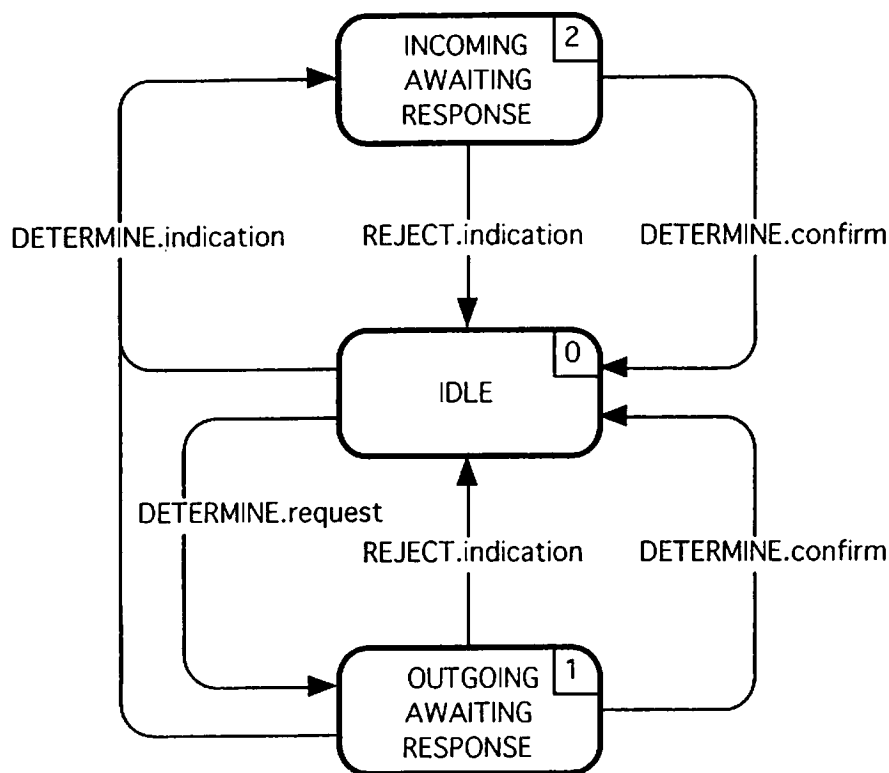 INCOMING
AWAITING
RESPONSE
2
DETERMINE.indication
REJECT.indication
DETERMINE.confirm
IDLE
0
DETERMINE.request
REJECT.indication
DETERMINE.confirm
OUTGOING
AWAITING
RESPONSE
1